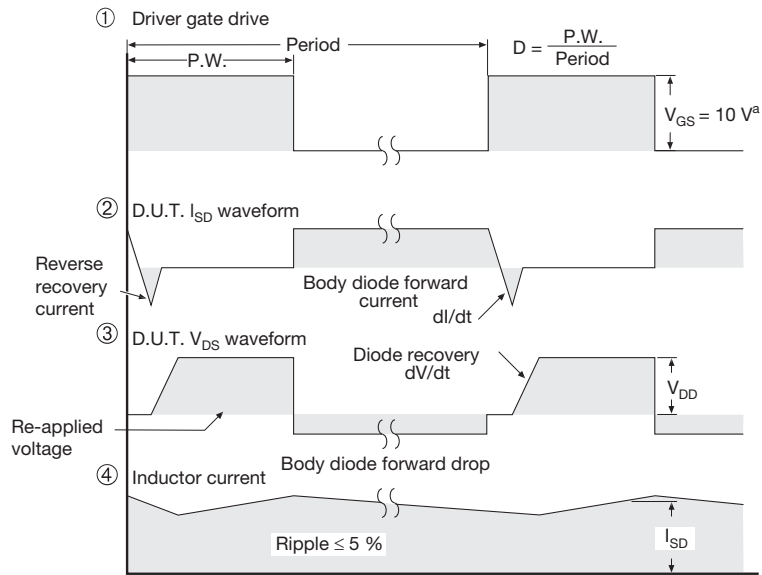 ① Driver gate drive
Period
P.W.
D = P.W. / Period
V_GS = 10 V^a
② D.U.T. I_SD waveform
Reverse
recovery
current
Body diode forward
current
dI/dt
③ D.U.T. V_DS waveform
Diode recovery
dV/dt
V_DD
Re-applied
voltage
Body diode forward drop
④ Inductor current
Ripple ≤ 5 %
I_SD